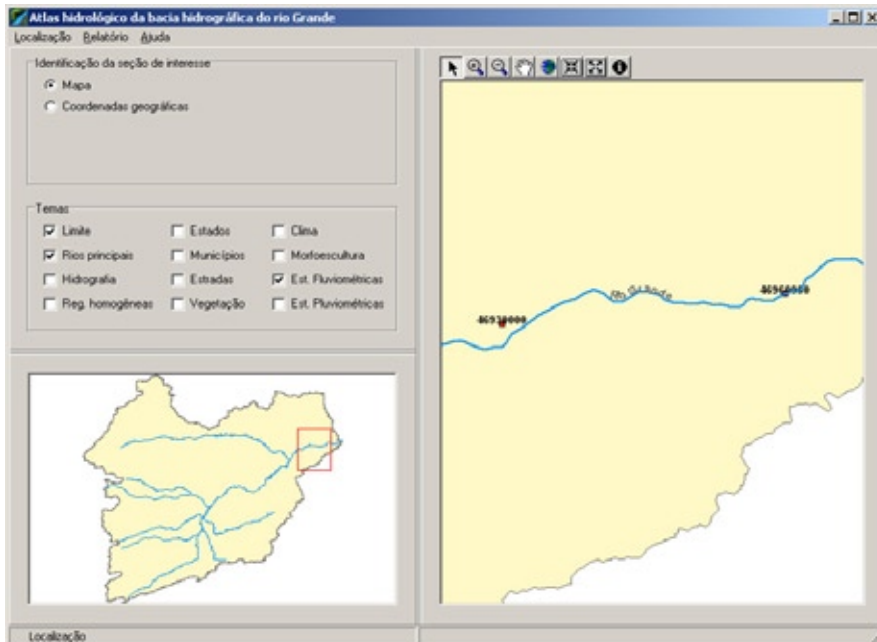 Atlas hidrológico da bacia hidrográfica do rio Grande
Localização Relatório Ajuda
Identificação da seção de interesse
Mapa
Coordenadas geográficas
Temas
Limite Estados Clima
Rios principais Municípios Morfoescultura
Hidrografia Estradas Est. Fluviométricas
Reg. homogêneas Vegetação Est. Pluviométricas
Rio Grande
Localização